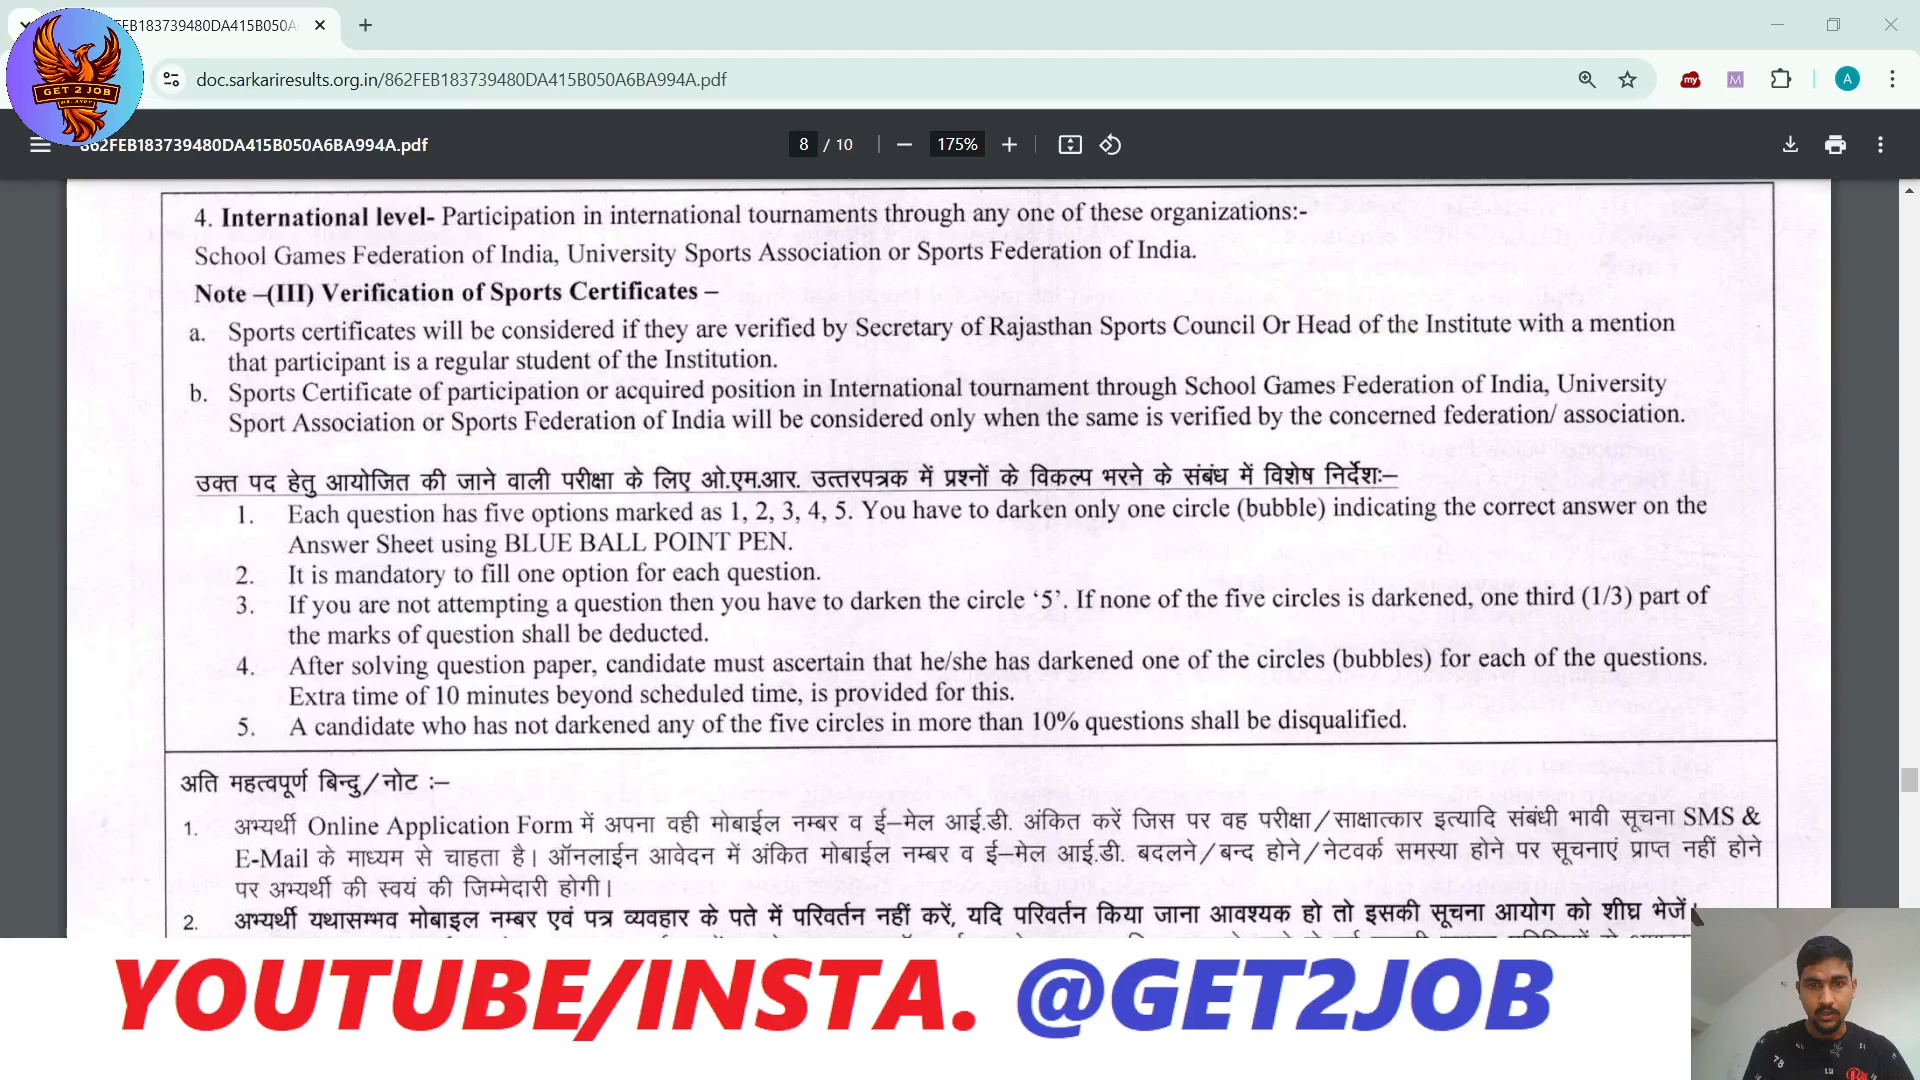 FEB183739480DA415B050A
doc.sarkariresults.org.in/862FEB183739480DA415B050A6BA994A.pdf
my
M
A
GET 2 JOB
862FEB183739480DA415B050A6BA994A.pdf
8 / 10
175%
4. International level- Participation in international tournaments through any one of these organizations:-
School Games Federation of India, University Sports Association or Sports Federation of India.
Note –(III) Verification of Sports Certificates –
a. Sports certificates will be considered if they are verified by Secretary of Rajasthan Sports Council Or Head of the Institute with a mention
that participant is a regular student of the Institution.
b. Sports Certificate of participation or acquired position in International tournament through School Games Federation of India, University
Sport Association or Sports Federation of India will be considered only when the same is verified by the concerned federation/ association.
उक्त पद हेतु आयोजित की जाने वाली परीक्षा के लिए ओ.एम.आर. उत्तरपत्रक में प्रश्नों के विकल्प भरने के संबंध में विशेष निर्देशः–
1. Each question has five options marked as 1, 2, 3, 4, 5. You have to darken only one circle (bubble) indicating the correct answer on the
Answer Sheet using BLUE BALL POINT PEN.
2. It is mandatory to fill one option for each question.
3. If you are not attempting a question then you have to darken the circle ‘5’. If none of the five circles is darkened, one third (1/3) part of
the marks of question shall be deducted.
4. After solving question paper, candidate must ascertain that he/she has darkened one of the circles (bubbles) for each of the questions.
Extra time of 10 minutes beyond scheduled time, is provided for this.
5. A candidate who has not darkened any of the five circles in more than 10% questions shall be disqualified.
अति महत्वपूर्ण बिन्दु/नोट :–
1. अभ्यर्थी Online Application Form में अपना वही मोबाईल नम्बर व ई–मेल आई.डी. अंकित करें जिस पर वह परीक्षा/साक्षात्कार इत्यादि संबंधी भावी सूचना SMS &
E-Mail के माध्यम से चाहता है। ऑनलाईन आवेदन में अंकित मोबाईल नम्बर व ई–मेल आई.डी. बदलने/बन्द होने/नेटवर्क समस्या होने पर सूचनाएं प्राप्त नहीं होने
पर अभ्यर्थी की स्वयं की जिम्मेदारी होगी।
2. अभ्यर्थी यथासम्भव मोबाइल नम्बर एवं पत्र व्यवहार के पते में परिवर्तन नहीं करें, यदि परिवर्तन किया जाना आवश्यक हो तो इसकी सूचना आयोग को शीघ्र भेजें।
YOUTUBE/INSTA. @GET2JOB